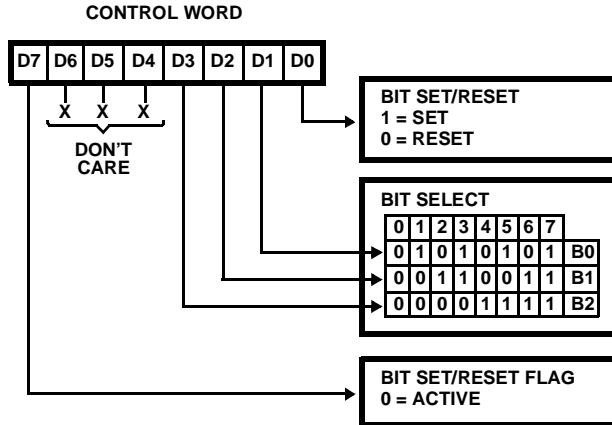 CONTROL WORD
D7 D6 D5 D4 D3 D2 D1 D0
X X X
DON'T
CARE
BIT SET/RESET
1 = SET
0 = RESET
BIT SELECT
0 1 2 3 4 5 6 7
0 1 0 1 0 1 0 1 B0
0 0 1 1 0 0 1 1 B1
0 0 0 0 1 1 1 1 B2
BIT SET/RESET FLAG
0 = ACTIVE